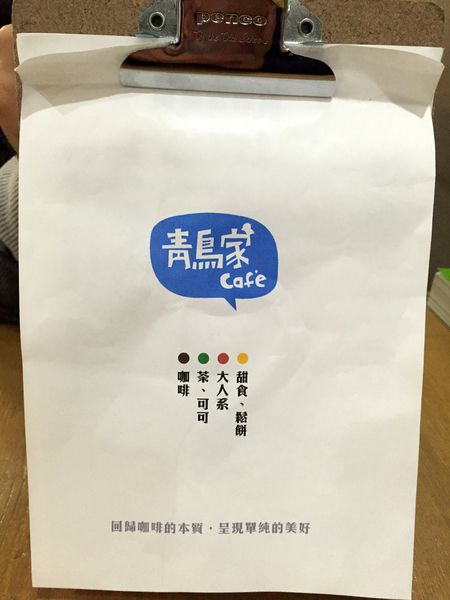 penco
青鳥家
Café
甜食、鬆餅
大人系
茶、可可
咖啡
回歸咖啡的本質，呈現單純的美好